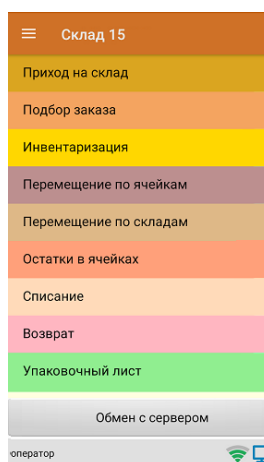 Склад 15
Приход на склад
Подбор заказа
Инвентаризация
Перемещение по ячейкам
Перемещение по складам
Остатки в ячейках
Списание
Возврат
Упаковочный лист
Обмен с сервером
оператор